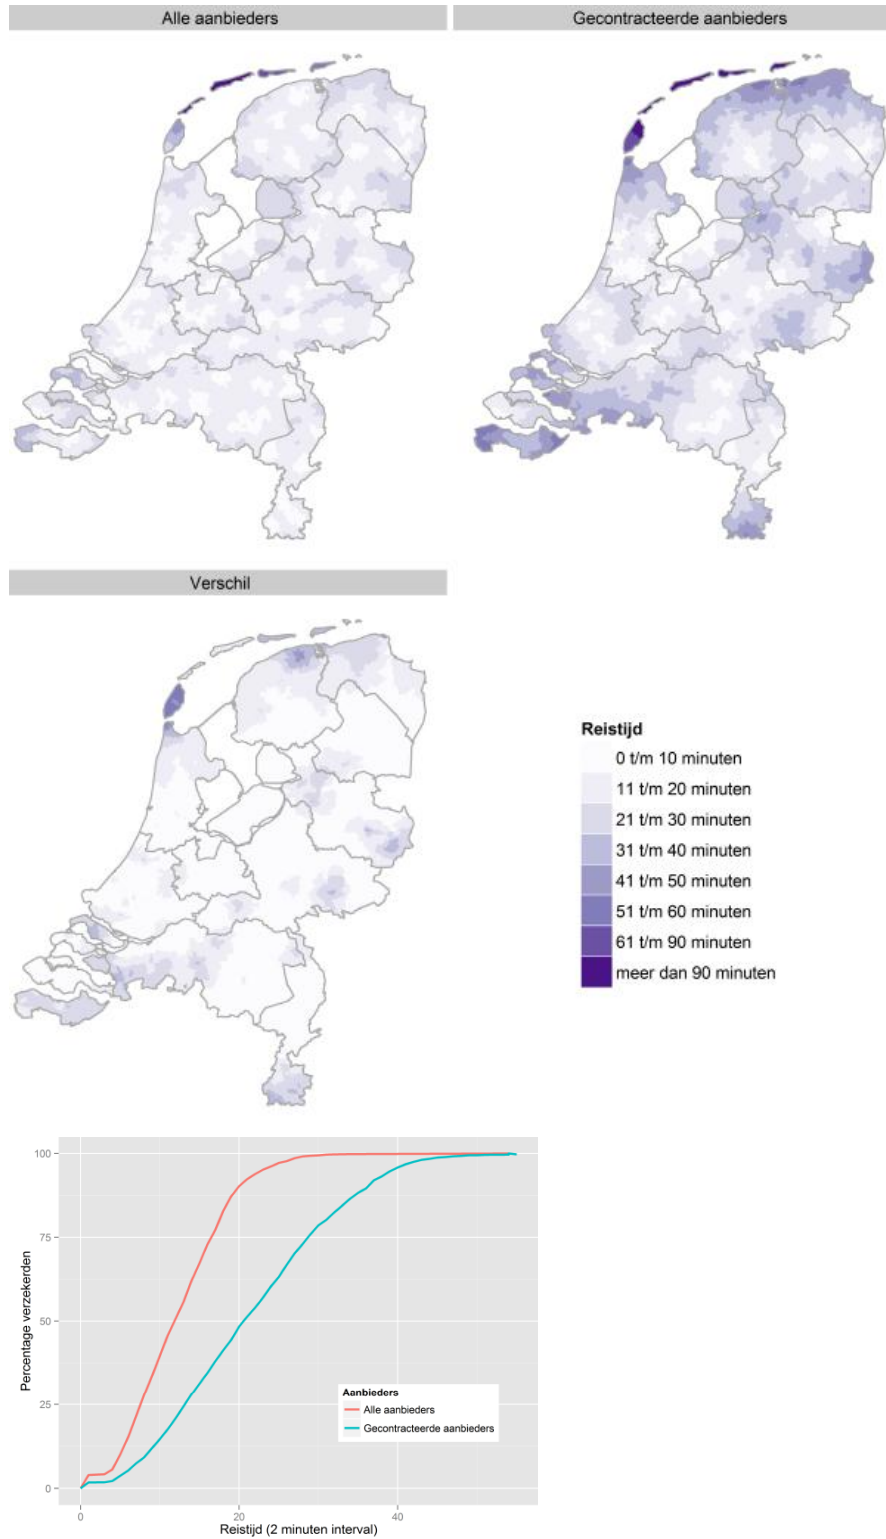 Alle aanbieders
Gecontracteerde aanbieders
Verschil
Reistijd
0 t/m 10 minuten
11 t/m 20 minuten
21 t/m 30 minuten
31 t/m 40 minuten
41 t/m 50 minuten
51 t/m 60 minuten
61 t/m 90 minuten
meer dan 90 minuten
Percentage verzekerden
100
75
50
25
0
Aanbieders
Alle aanbieders
Gecontracteerde aanbieders
0
20
40
Reistijd (2 minuten interval)